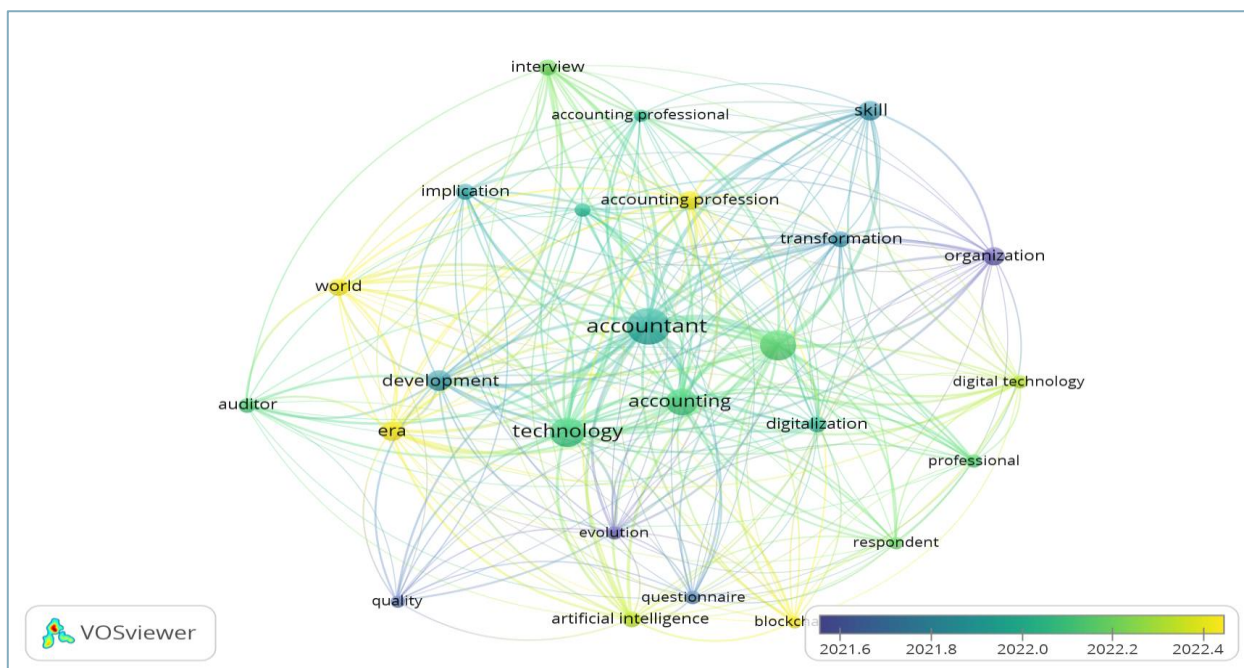 interview
accounting professional
skill
implication
accounting profession
transformation
organization
world
accountant
development
digital technology
auditor
accounting
digitalization
era
technology
professional
evolution
respondent
quality
questionnaire
artificial intelligence
blockcha
VOSviewer
2021.6 2021.8 2022.0 2022.2 2022.4